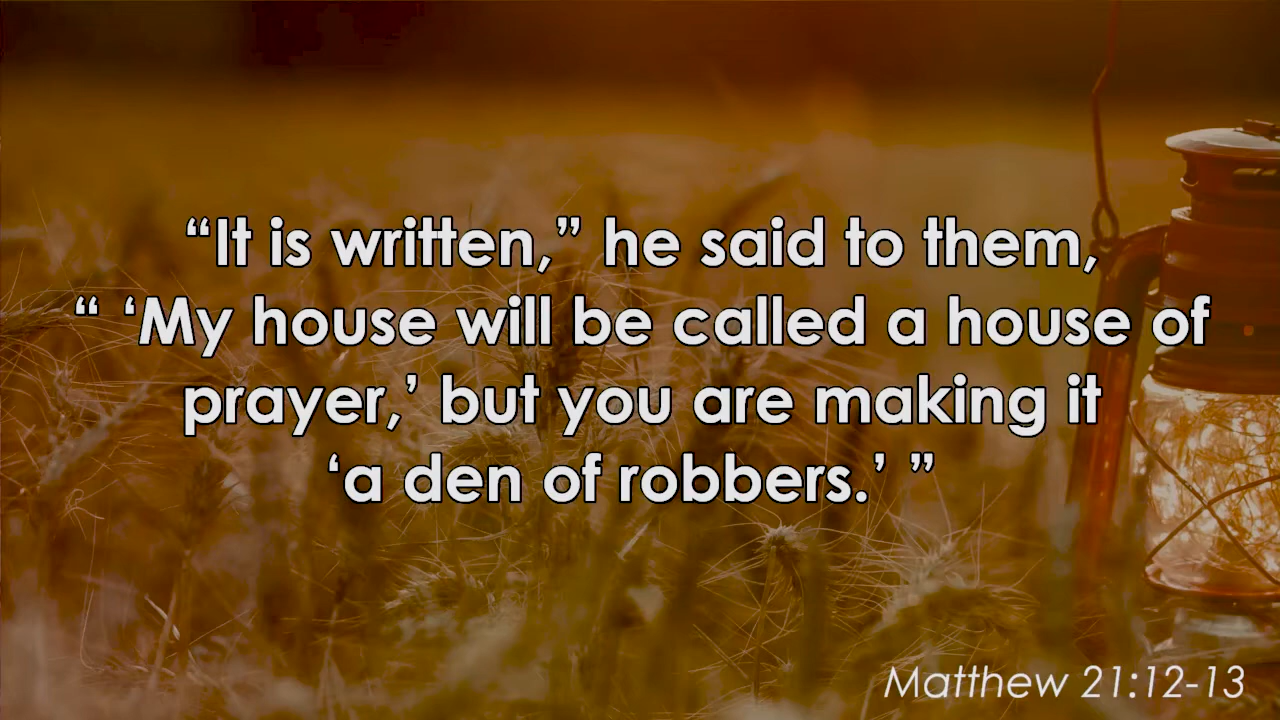 “It is written,” he said to them,
“ ‘My house will be called a house of
prayer,’ but you are making it
‘a den of robbers.’ ”
Matthew 21:12-13